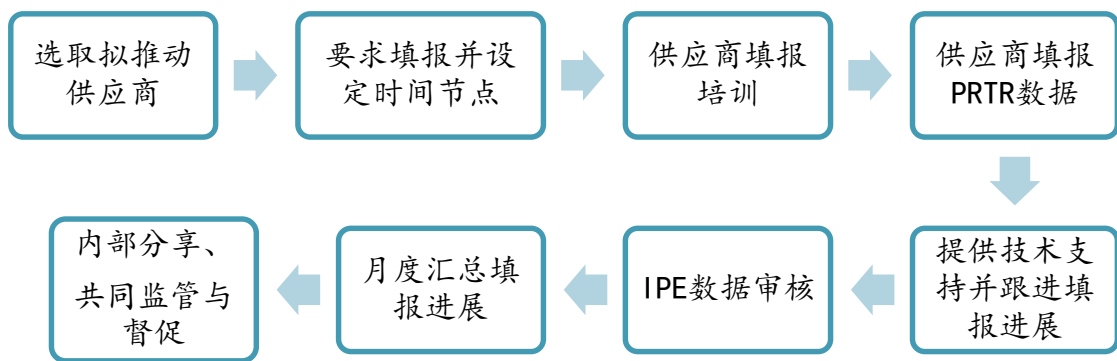 选取拟推动
供应商
要求填报并设
定时间节点
供应商填报
培训
供应商填报
PRTR数据
提供技术支
持并跟进填
报进展
IPE数据审核
月度汇总填
报进展
内部分享、
共同监管与
督促